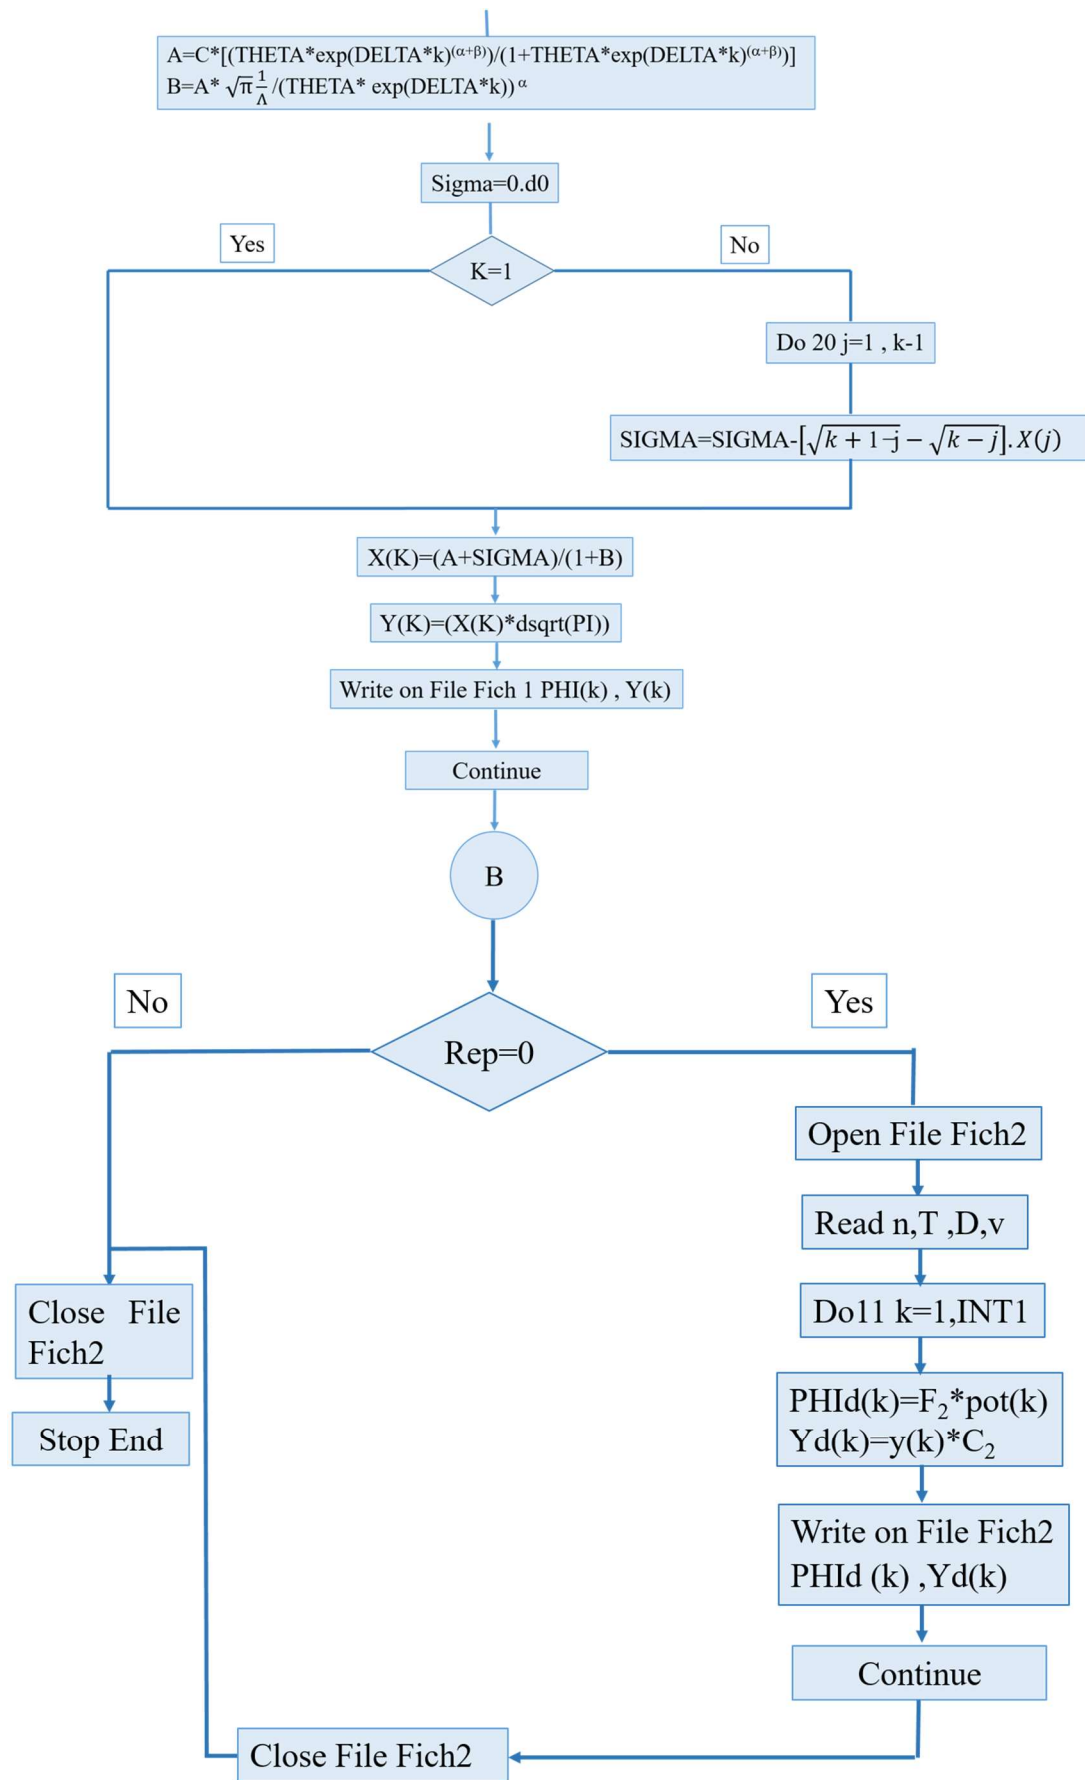 A=C*[(THETA*exp(DELTA*k)^(α+β))/(1+THETA*exp(DELTA*k)^(α+β))]
B=A* √π 1/Λ /(THETA* exp(DELTA*k))^α
Sigma=0.d0
Yes
No
K=1
Do 20 j=1 , k-1
SIGMA=SIGMA-[√k + 1-j − √k − j]. X(j)
X(K)=(A+SIGMA)/(1+B)
Y(K)=(X(K)*dsqrt(PI))
Write on File Fich 1 PHI(k) , Y(k)
Continue
B
No
Yes
Rep=0
Open File Fich2
Read n,T ,D,v
Do11 k=1,INT1
PHId(k)=F₂*pot(k)
Yd(k)=y(k)*C₂
Close File
Fich2
Stop End
Write on File Fich2
PHId (k) ,Yd(k)
Continue
Close File Fich2